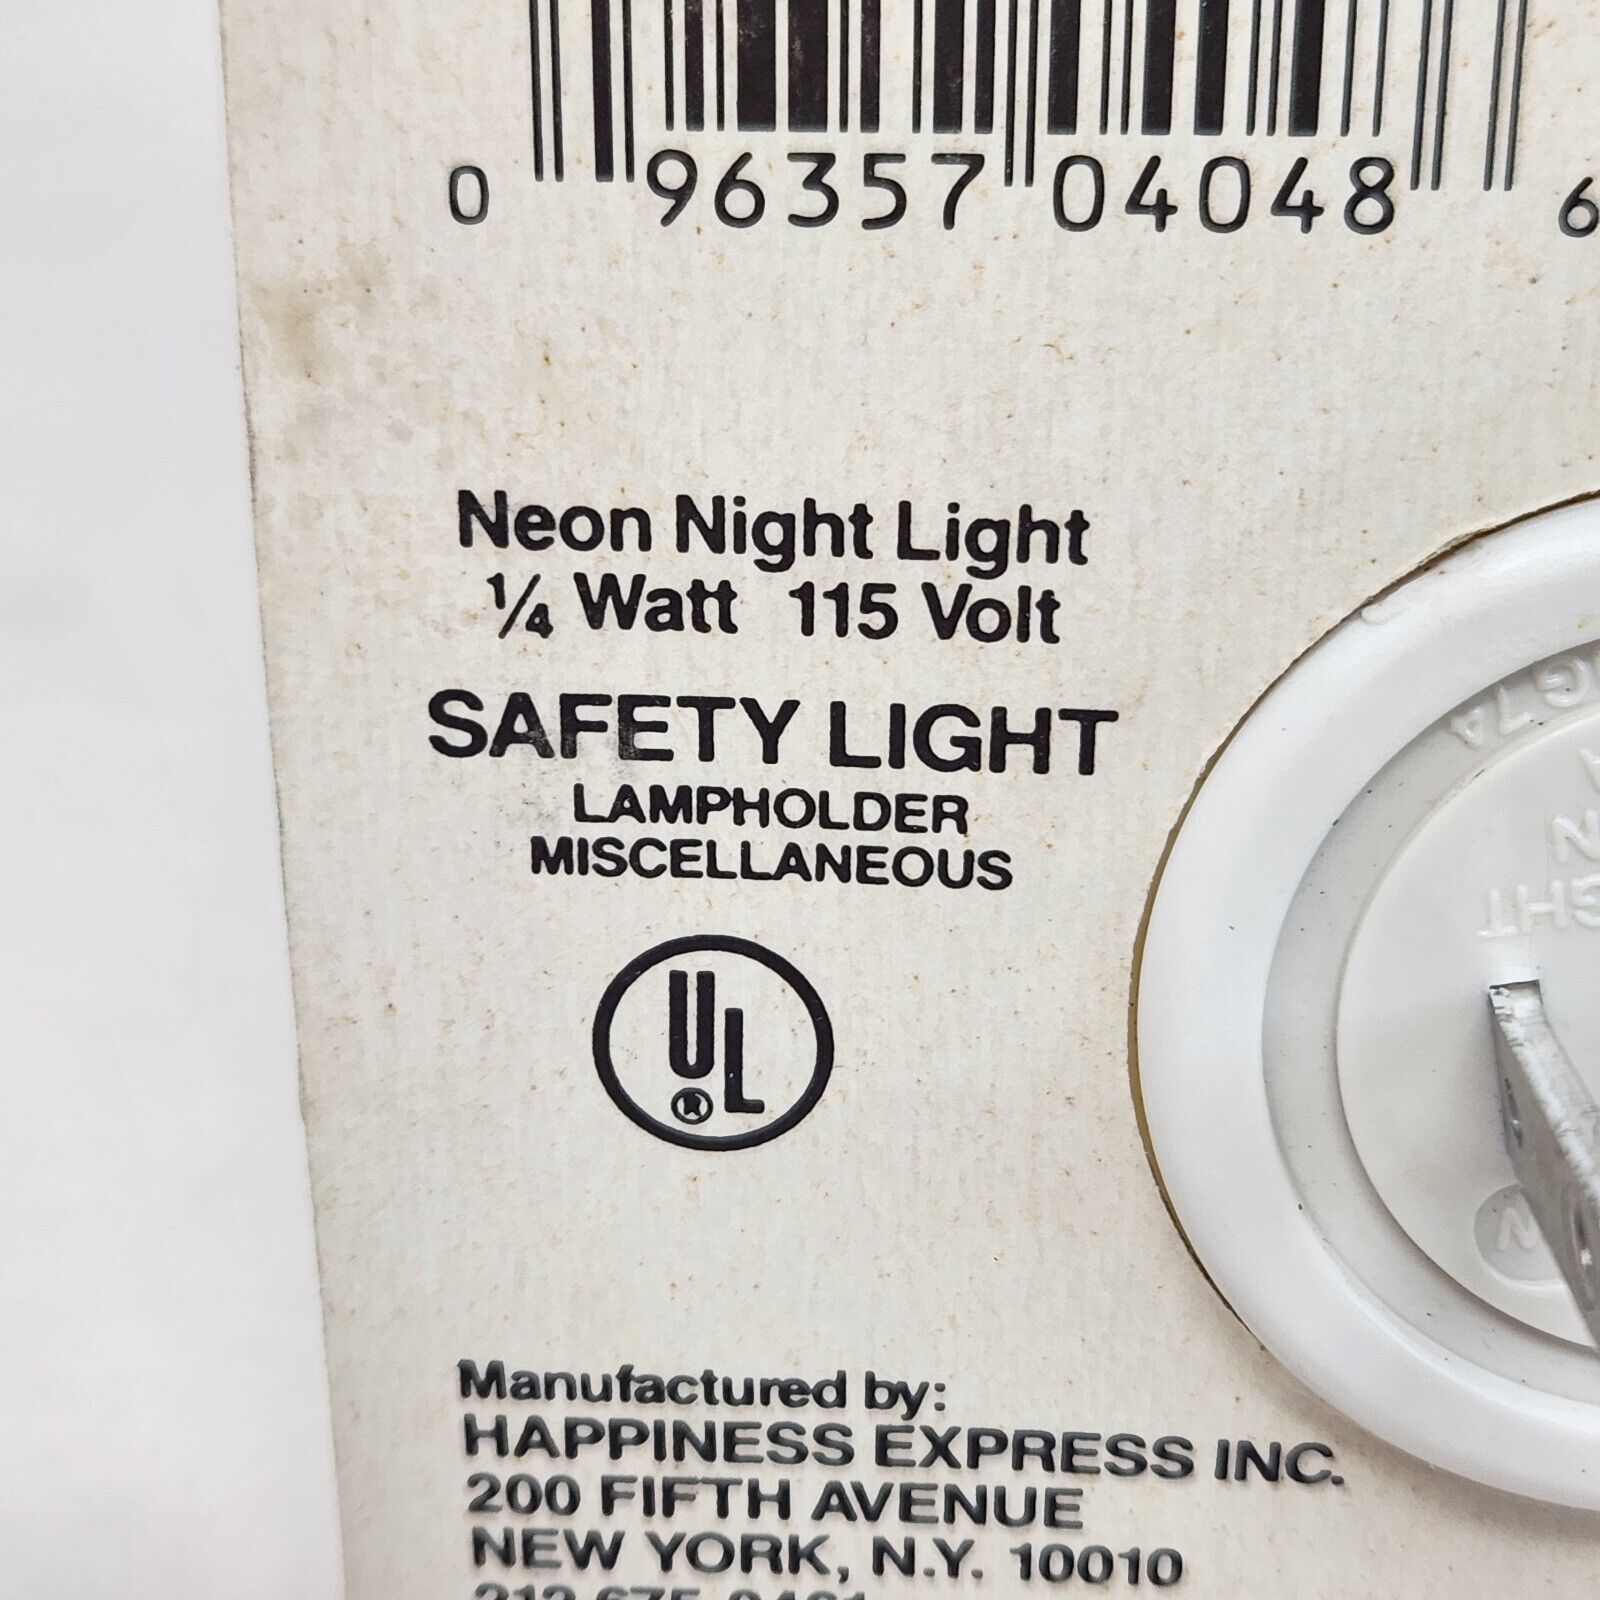 0 96357 04048 6
Neon Night Light
1/4 Watt 115 Volt
SAFETY LIGHT
LAMPHOLDER
MISCELLANEOUS
UL
®
Manufactured by:
HAPPINESS EXPRESS INC.
200 FIFTH AVENUE
NEW YORK, N.Y. 10010